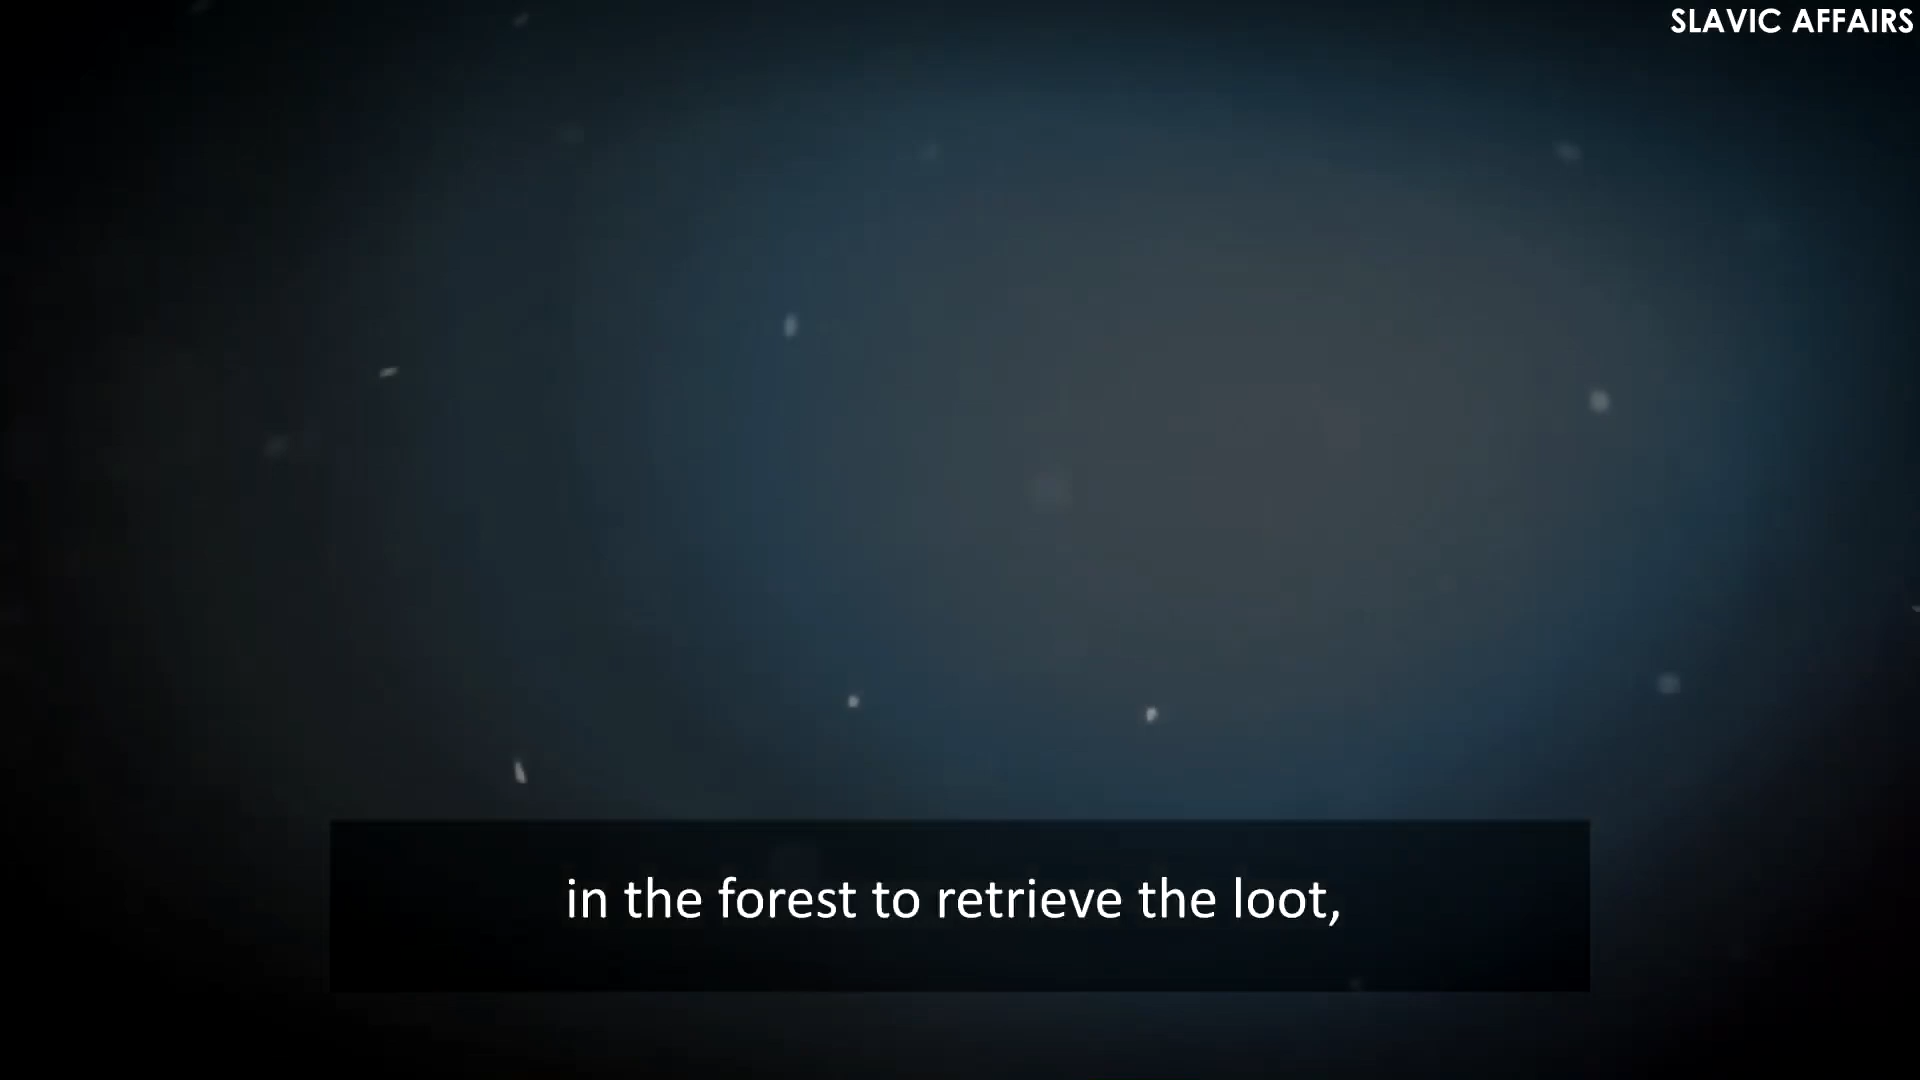 SLAVIC AFFAIRS
in the forest to retrieve the loot,